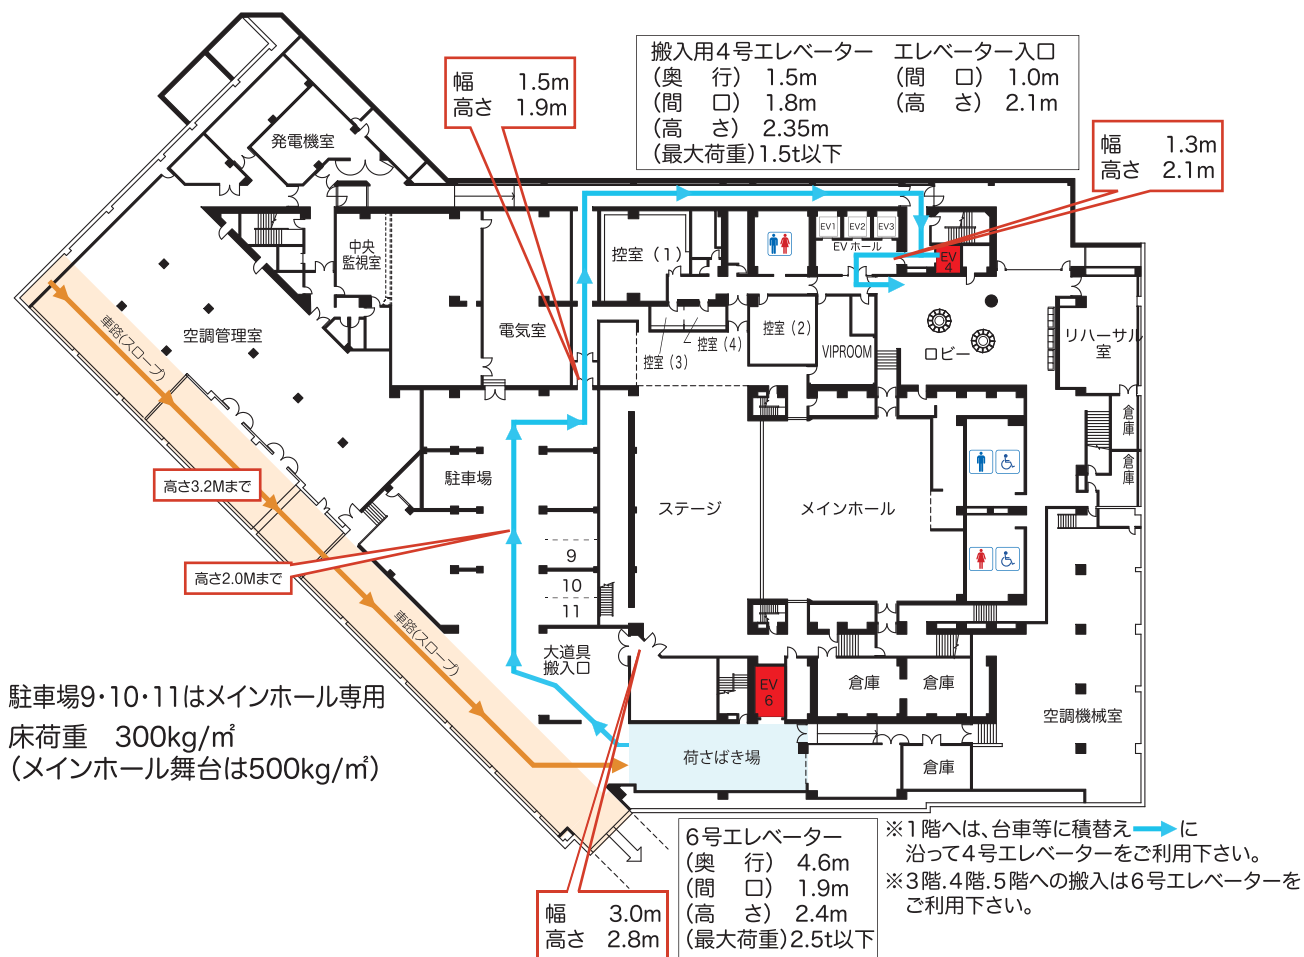 搬入用4号エレベーター エレベーター入口
(奥 行) 1.5m (間 口) 1.0m
(間 口) 1.8m (高 さ) 2.1m
(高 さ) 2.35m
(最大荷重)1.5t以下
幅 1.5m
高さ 1.9m
幅 1.3m
高さ 2.1m
発電機室
中央
監視室
控室(1)
EV1
EV2
EV3
EVホール
EV
4
空調管理室
車路(スロープ)
電気室
控室(3)
控室(4)
控室(2)
VIPROOM
ロビー
リハーサル
室
倉庫
倉庫
高さ3.2Mまで
駐車場
ステージ
メインホール
高さ2.0Mまで
9
10
11
車路(スロープ)
大道具
搬入口
EV
6
倉庫
倉庫
空調機械室
荷さばき場
倉庫
駐車場9・10・11はメインホール専用
床荷重 300kg/㎡
(メインホール舞台は500kg/㎡)
幅 3.0m
高さ 2.8m
6号エレベーター
(奥 行) 4.6m
(間 口) 1.9m
(高 さ) 2.4m
(最大荷重)2.5t以下
※1階へは、台車等に積替え→に
沿って4号エレベーターをご利用下さい。
※3階.4階.5階への搬入は6号エレベーターを
ご利用下さい。